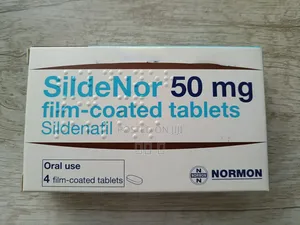 SildeNor 50 mg
film-coated tablets
Sildenafil
Oral use
4 film-coated tablets
NORMON